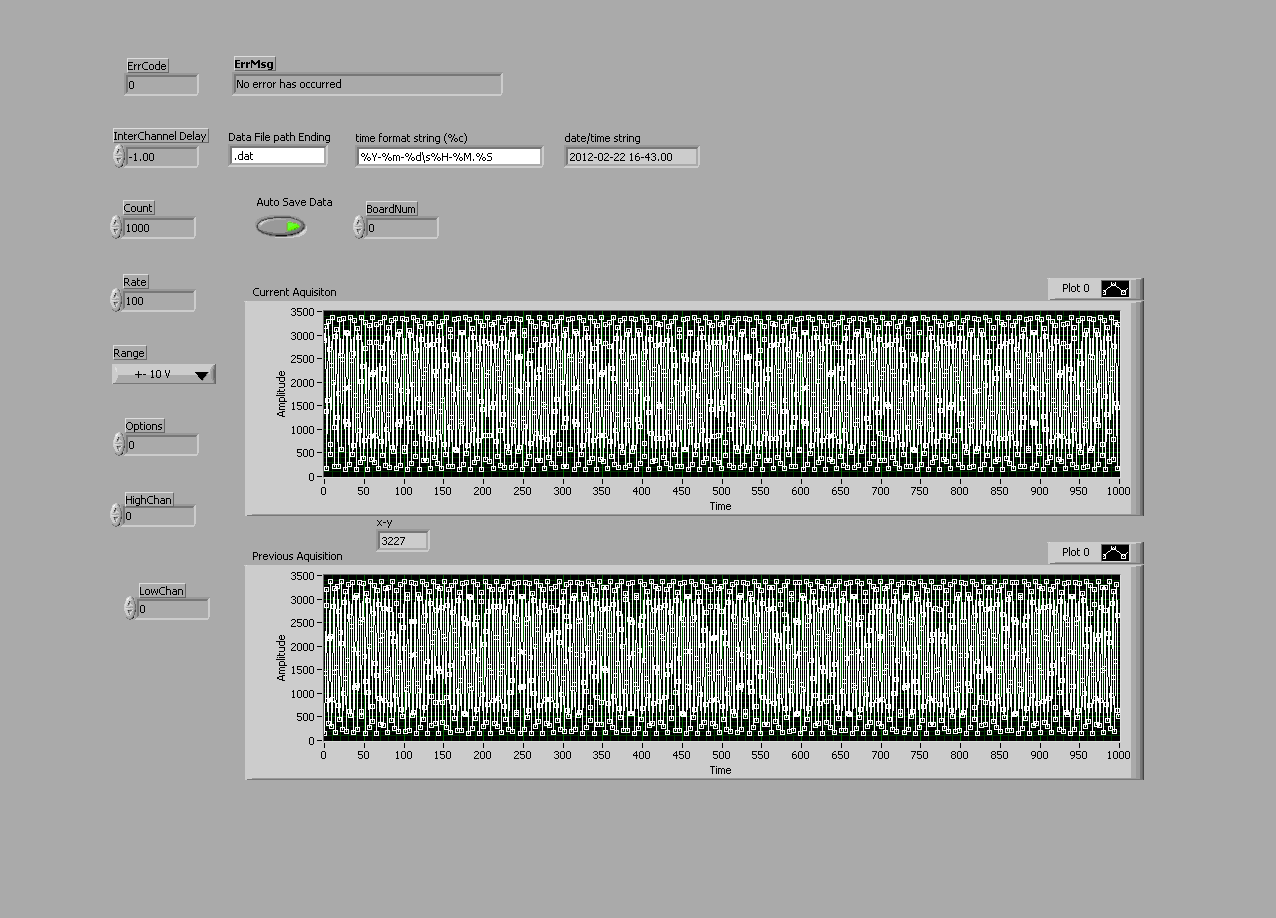 ErrCode
0
ErrMsg
No error has occurred
InterChannel Delay
-1.00
Data File path Ending
.dat
time format string (%c)
%Y-%m-%d\s%H-%M.%S
date/time string
2012-02-22 16-43.00
Count
1000
Auto Save Data
BoardNum
0
Rate
100
Range
+- 10 V
Options
0
HighChan
0
LowChan
0
Current Aquisiton
Plot 0
Amplitude
3500
3000
2500
2000
1500
1000
500
0
0 50 100 150 200 250 300 350 400 450 500 550 600 650 700 750 800 850 900 950 1000
Time
x-y
3227
Previous Aquisition
Plot 0
Amplitude
3500
3000
2500
2000
1500
1000
500
0
0 50 100 150 200 250 300 350 400 450 500 550 600 650 700 750 800 850 900 950 1000
Time